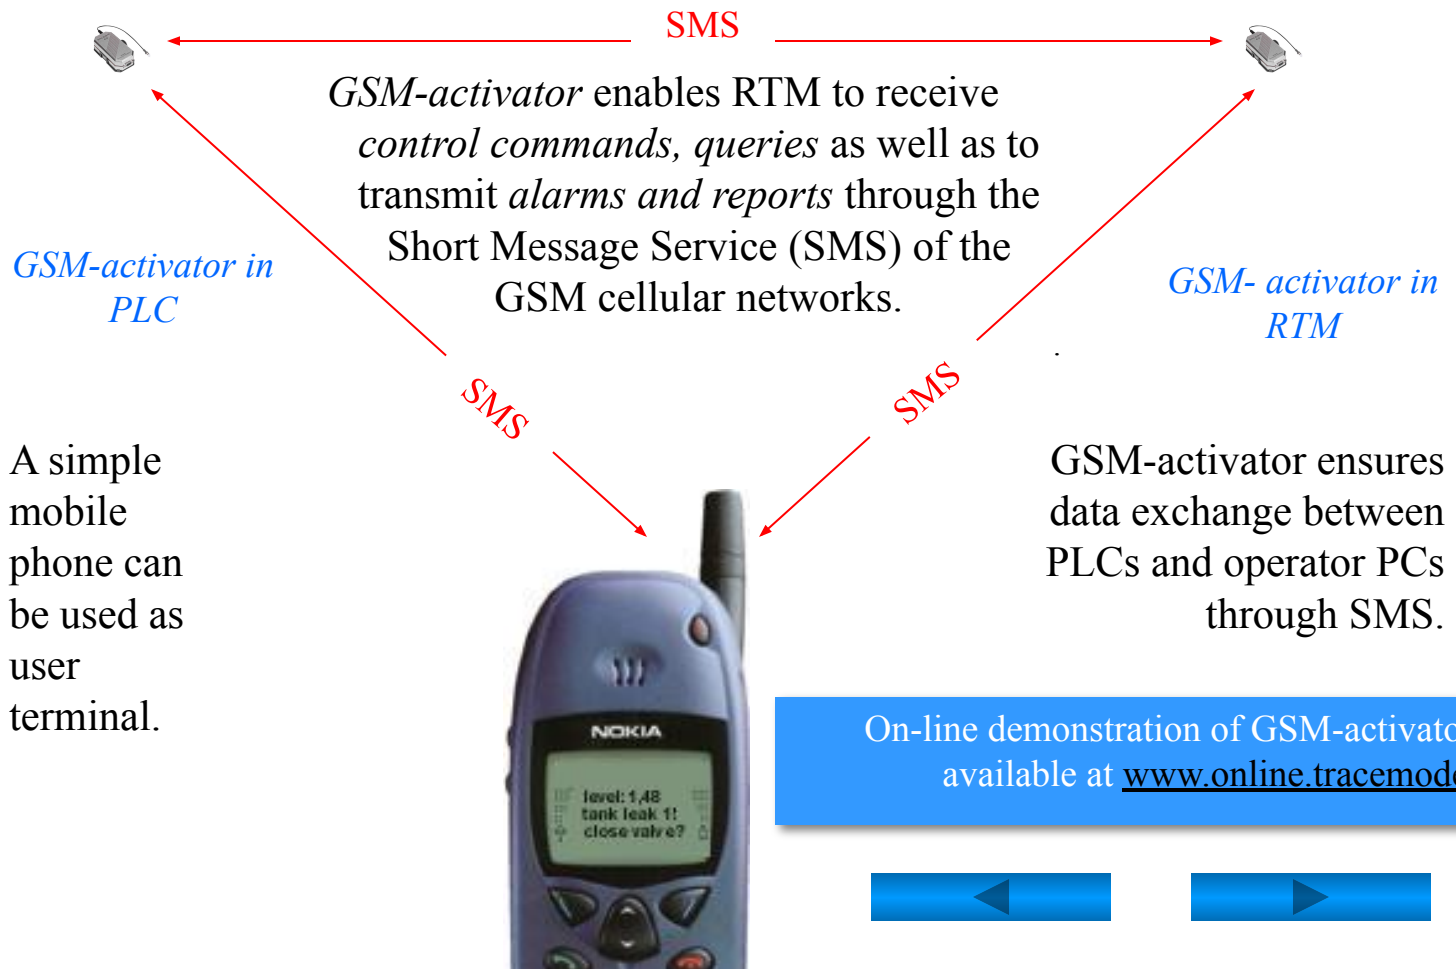 SMS
GSM-activator enables RTM to receive
control commands, queries as well as to
transmit alarms and reports through the
Short Message Service (SMS) of the
GSM cellular networks.
GSM-activator in
PLC
GSM- activator in
RTM
.
SMS
SMS
A simple
mobile
phone can
be used as
user
terminal.
GSM-activator ensures
data exchange between
PLCs and operator PCs
through SMS.
NOKIA
level: 1,48
tank leak 1!
close valve?
On-line demonstration of GSM-activato
available at www.online.tracemode